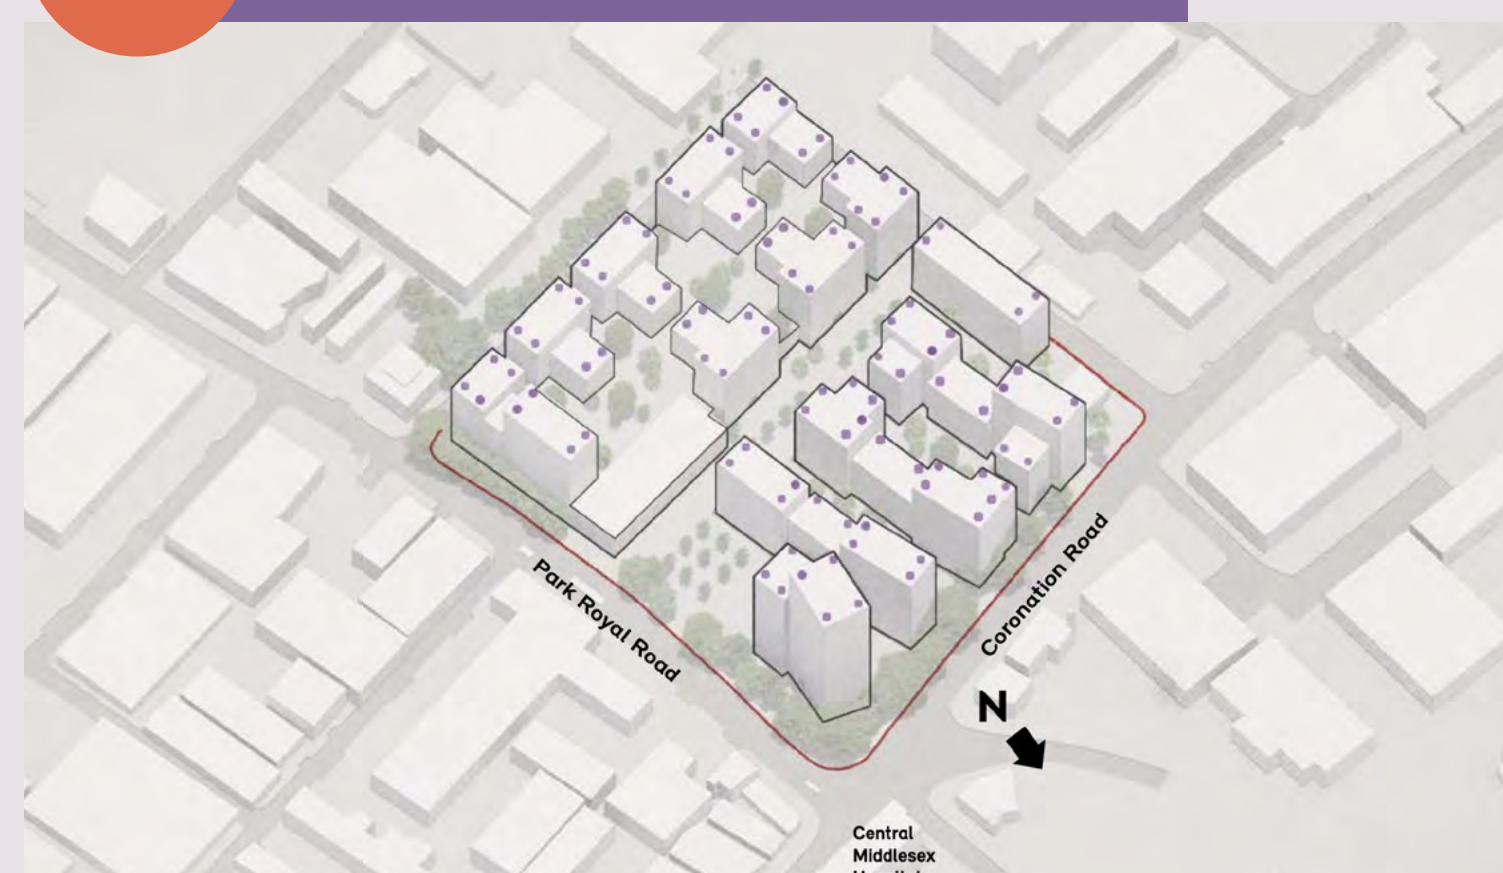 Park Royal Road
Coronation Road
N
Central
Middlesex